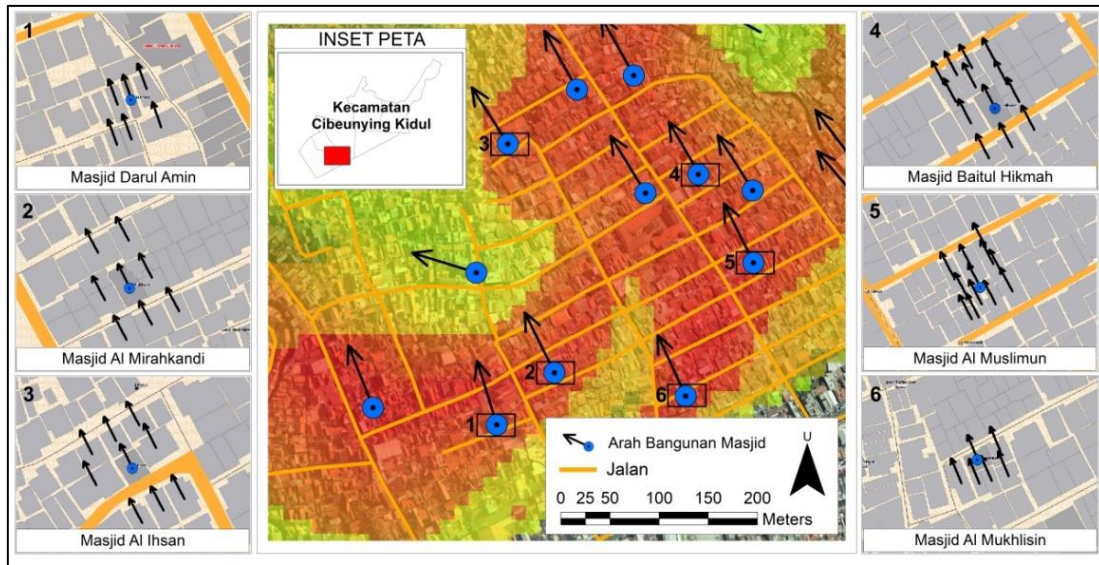 1
Masjid Darul Amin
2
Masjid Al Mirahkandi
3
Masjid Al Ihsan
INSET PETA
Kecamatan
Cibeunying Kidul
3
4
5
2
6
1
Arah Bangunan Masjid
Jalan
U
0 25 50 100 150 200
Meters
4
Masjid Baitul Hikmah
5
Masjid Al Muslimun
6
Masjid Al Mukhlisin